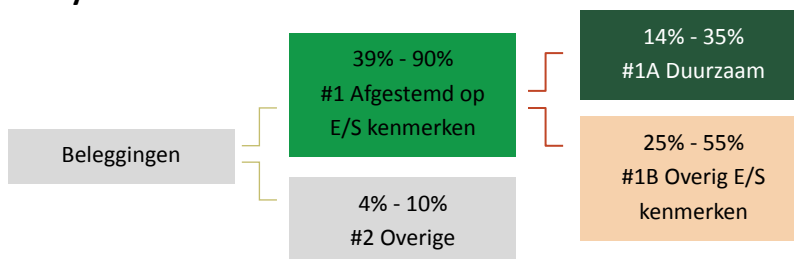 Beleggingen
39% - 90%
#1 Afgestemd op
E/S kenmerken
4% - 10%
#2 Overige
14% - 35%
#1A Duurzaam
25% - 55%
#1B Overig E/S
kenmerken